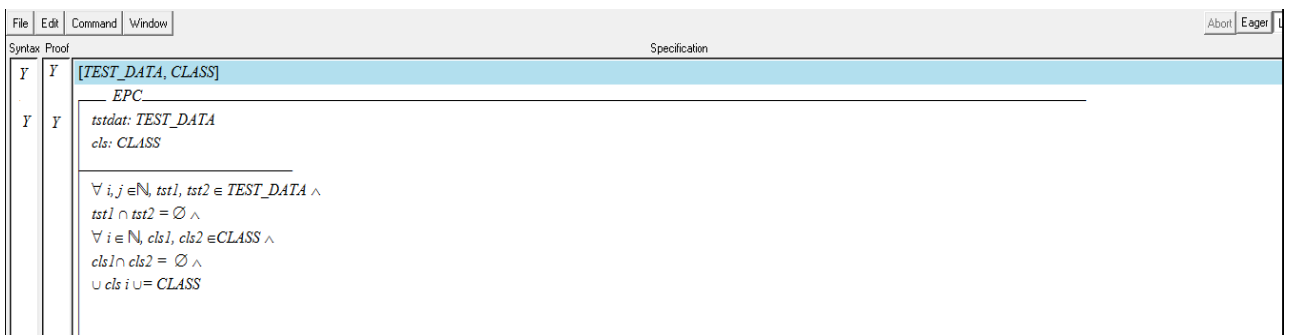 File Edit Command Window Abort Eager L
Syntax Proof Specification
Y Y [TEST_DATA, CLASS]
EPC
Y Y tstdat: TEST_DATA
cls: CLASS
∀ i, j ∈ℕ, tst1, tst2 ∈ TEST_DATA ∧
tst1 ∩ tst2 = ∅ ∧
∀ i ∈ ℕ, cls1, cls2 ∈CLASS ∧
cls1∩ cls2 = ∅ ∧
∪ cls i ∪= CLASS